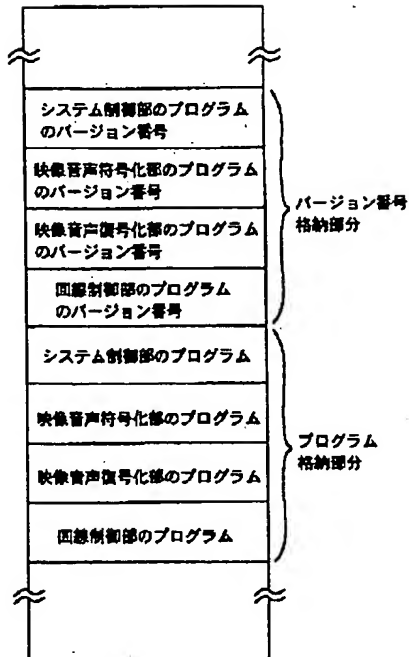 システム制御部のプログラム
のバージョン番号
映像音声符号化部のプログラム
のバージョン番号
映像音声復号化部のプログラム
のバージョン番号
回線制御部のプログラム
のバージョン番号
バージョン番号
格納部分
システム制御部のプログラム
映像音声符号化部のプログラム
映像音声復号化部のプログラム
回線制御部のプログラム
プログラム
格納部分